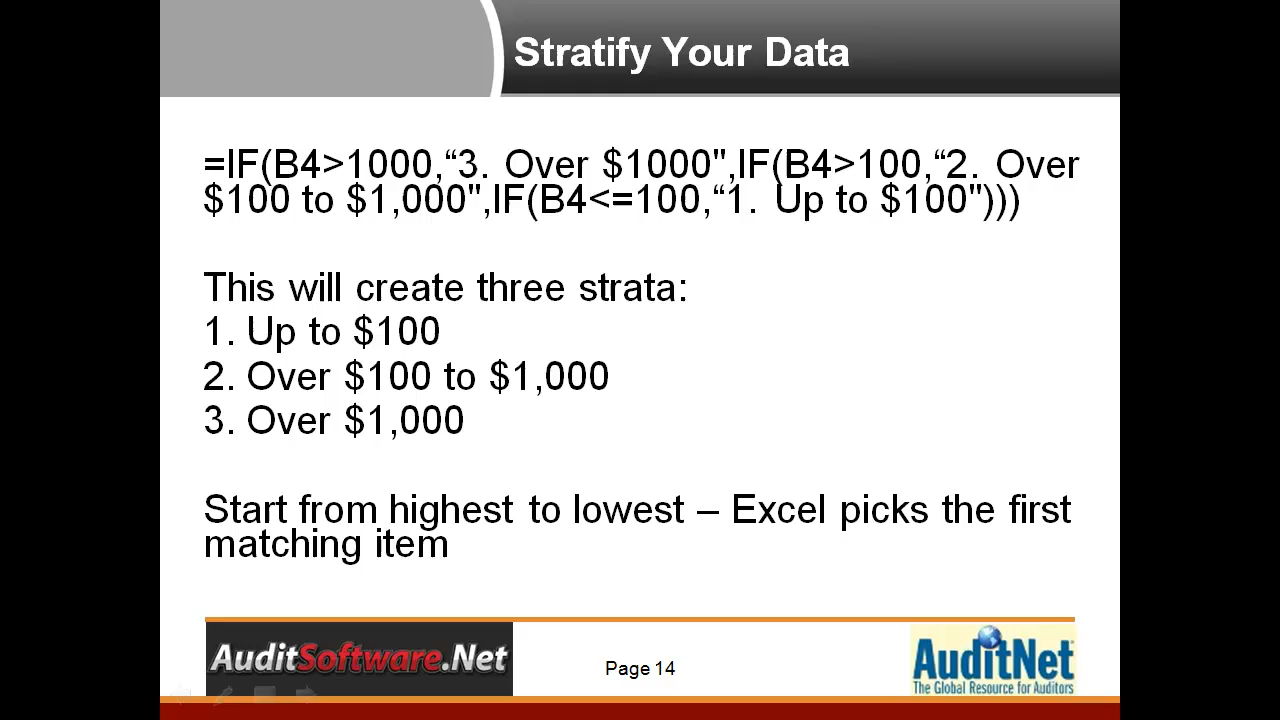 Stratify Your Data
=IF(B4>1000,“3. Over $1000",IF(B4>100,“2. Over
$100 to $1,000",IF(B4<=100,“1. Up to $100")))
This will create three strata:
1. Up to $100
2. Over $100 to $1,000
3. Over $1,000
Start from highest to lowest – Excel picks the first
matching item
AuditSoftware.Net
Page 14
AuditNet
The Global Resource for Auditors